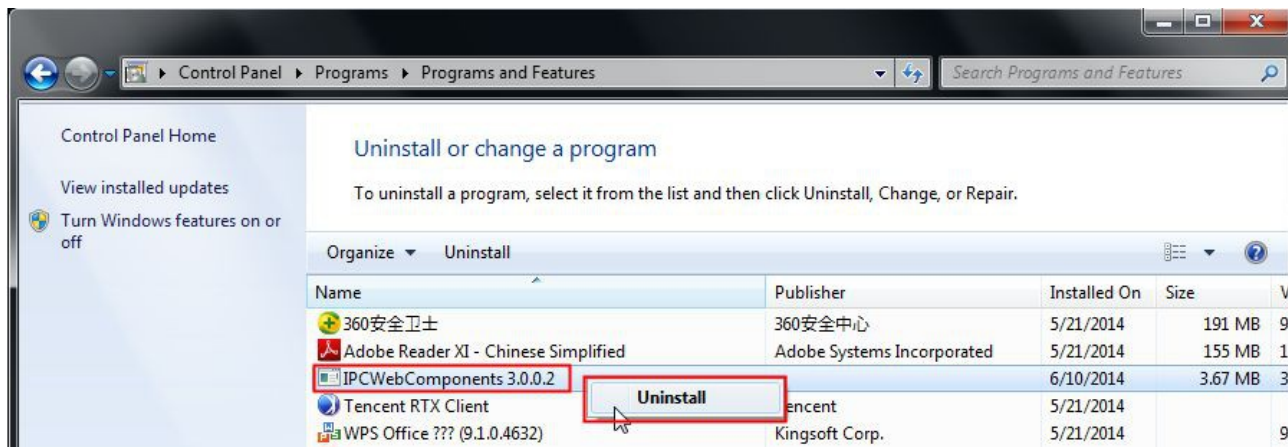 Control Panel ▸ Programs ▸ Programs and Features
Search Programs and Features
Control Panel Home
View installed updates
Turn Windows features on or
off
Uninstall or change a program
To uninstall a program, select it from the list and then click Uninstall, Change, or Repair.
Organize Uninstall
Name Publisher Installed On Size
360安全卫士 360安全中心 5/21/2014 191 MB 9
Adobe Reader XI - Chinese Simplified Adobe Systems Incorporated 5/21/2014 155 MB 1
IPCWebComponents 3.0.0.2 6/10/2014 3.67 MB 3
Uninstall
Tencent RTX Client encent 5/21/2014
WPS Office ??? (9.1.0.4632) Kingsoft Corp. 5/21/2014 9